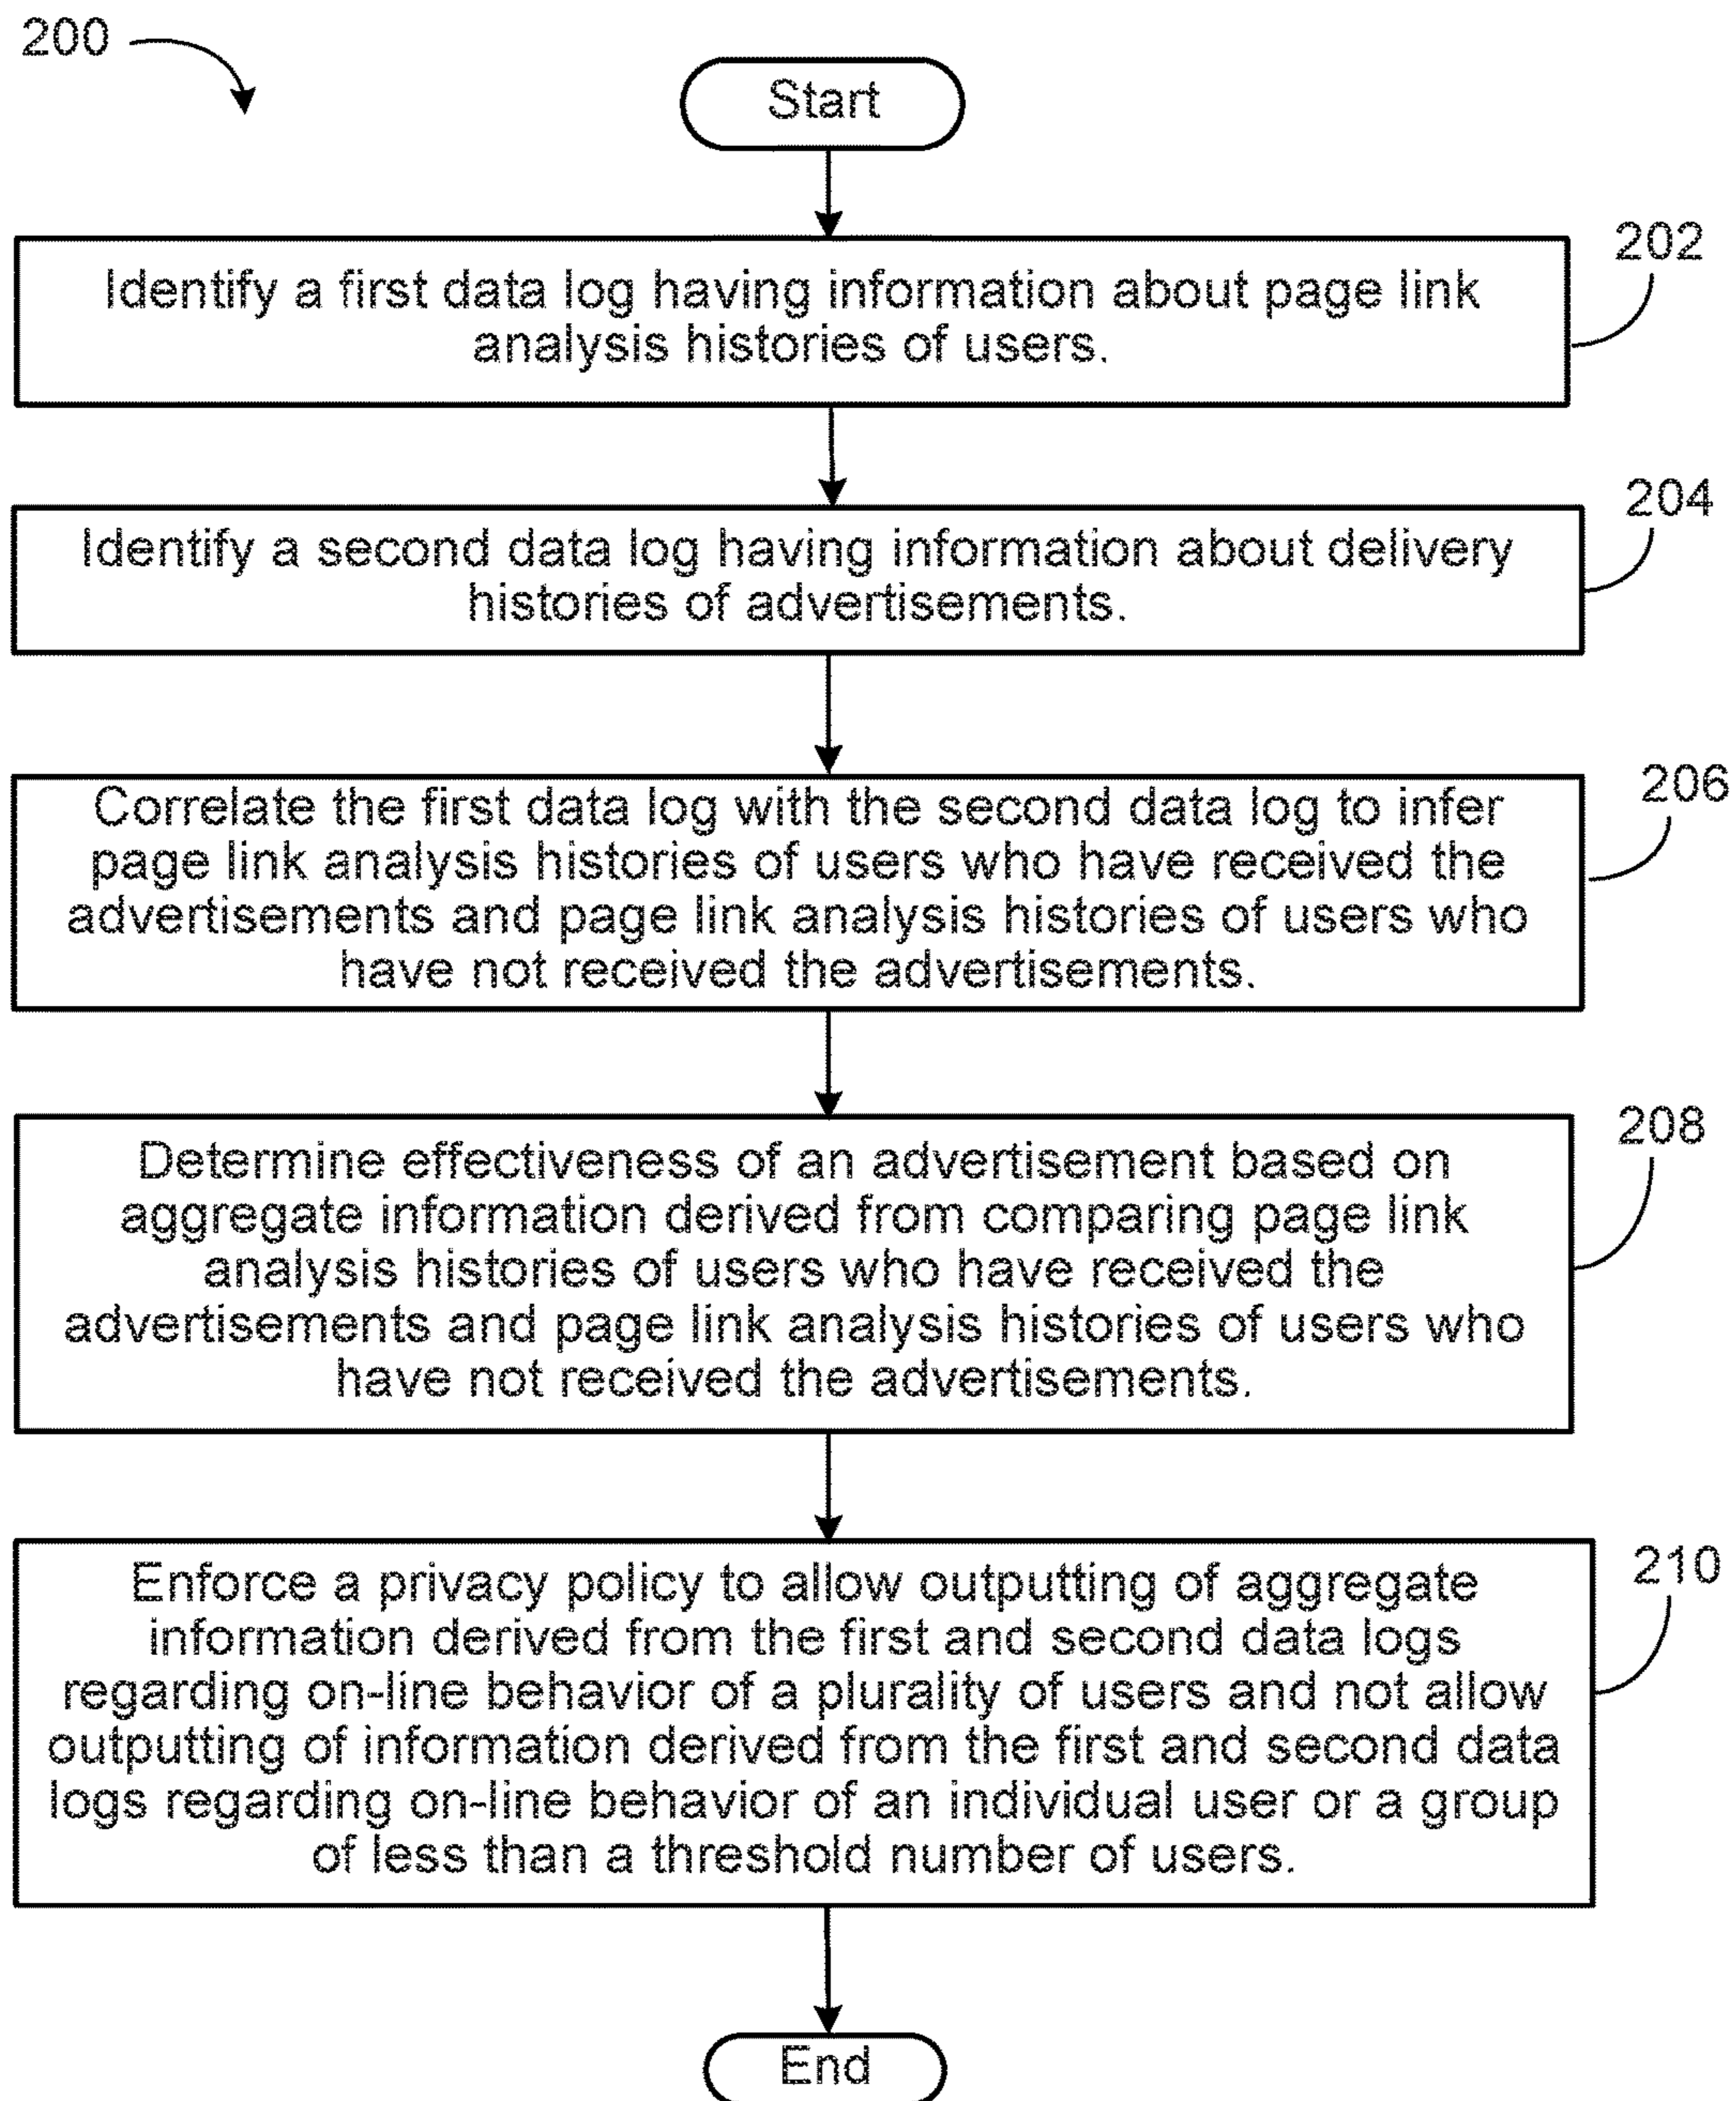 200
Start
202
Identify a first data log having information about page link
analysis histories of users.
204
Identify a second data log having information about delivery
histories of advertisements.
206
Correlate the first data log with the second data log to infer
page link analysis histories of users who have received the
advertisements and page link analysis histories of users who
have not received the advertisements.
208
Determine effectiveness of an advertisement based on
aggregate information derived from comparing page link
analysis histories of users who have received the
advertisements and page link analysis histories of users who
have not received the advertisements.
210
Enforce a privacy policy to allow outputting of aggregate
information derived from the first and second data logs
regarding on-line behavior of a plurality of users and not allow
outputting of information derived from the first and second data
logs regarding on-line behavior of an individual user or a group
of less than a threshold number of users.
End